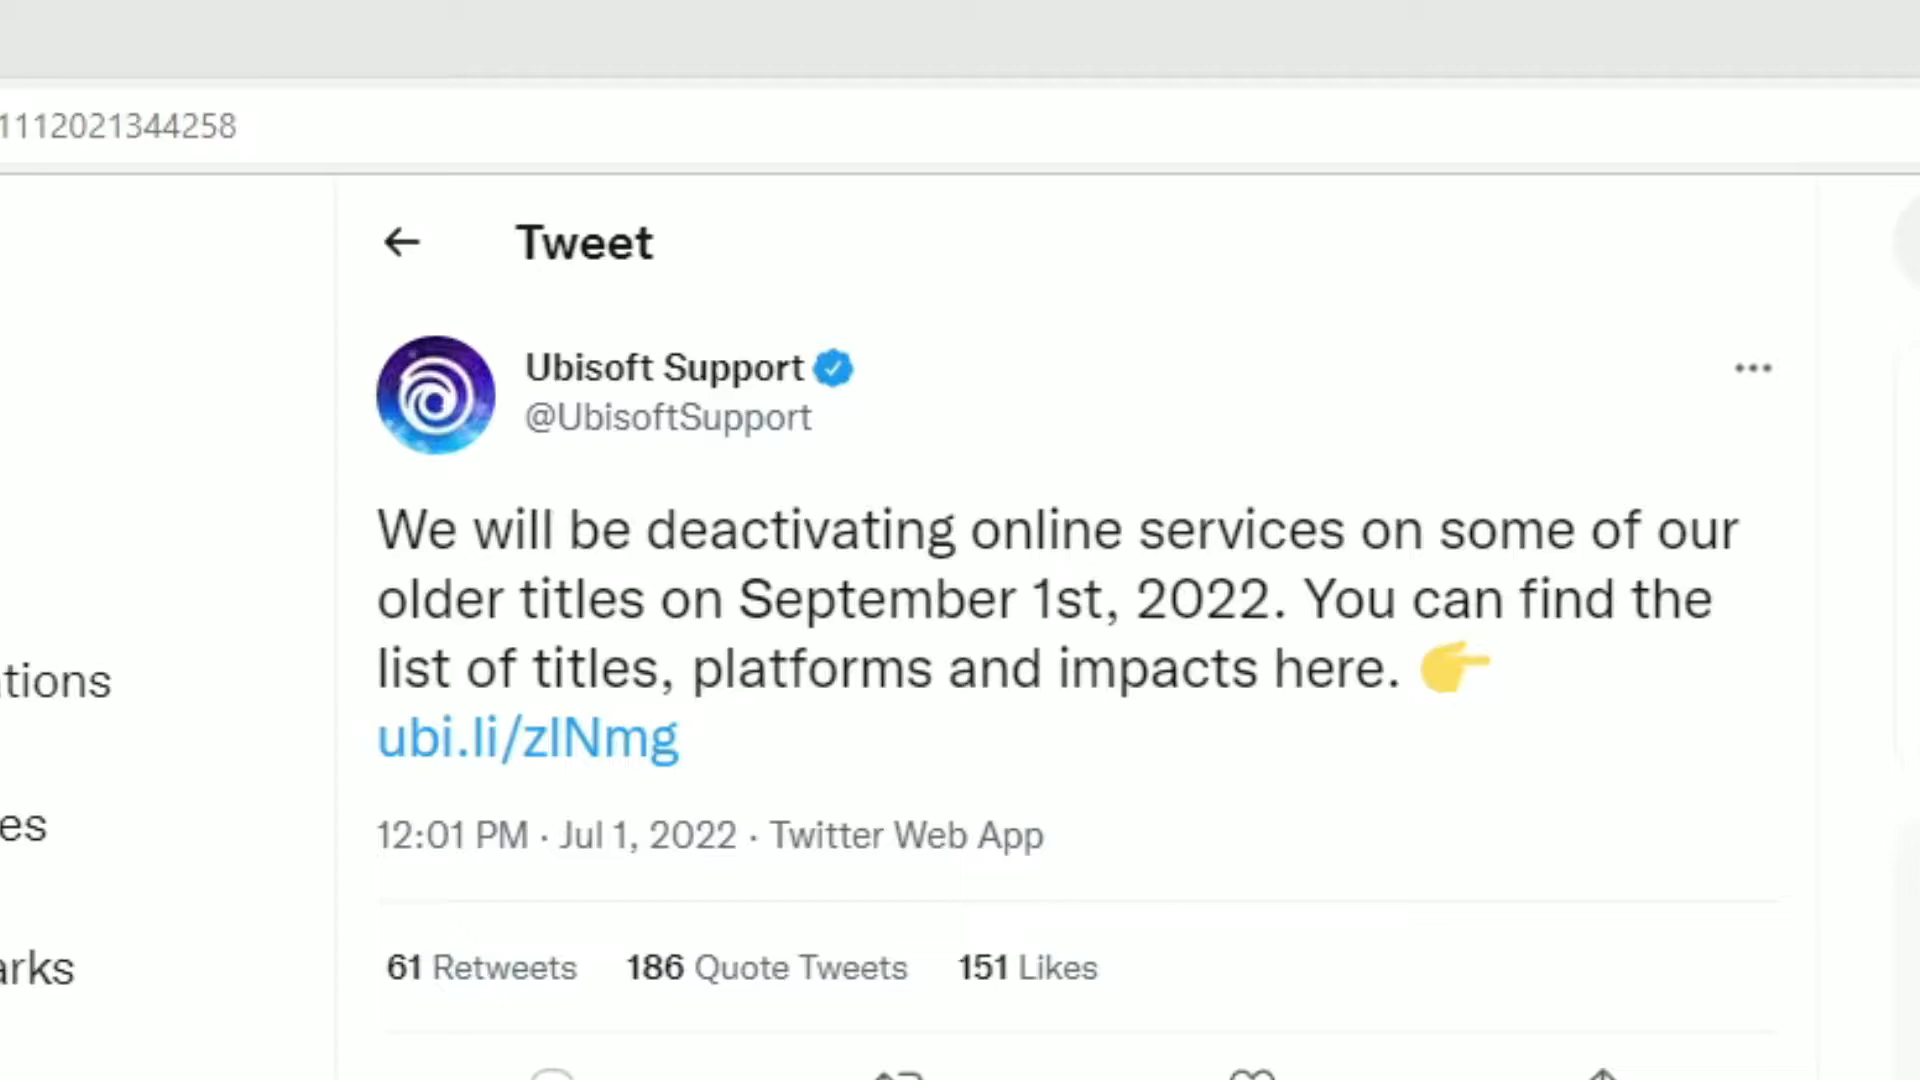 1112021344258
Tweet
Ubisoft Support
@UbisoftSupport
We will be deactivating online services on some of our
older titles on September 1st, 2022. You can find the
list of titles, platforms and impacts here. 👉
ubi.li/zlNmg
12:01 PM · Jul 1, 2022 · Twitter Web App
tions
es
61 Retweets 186 Quote Tweets 151 Likes
arks